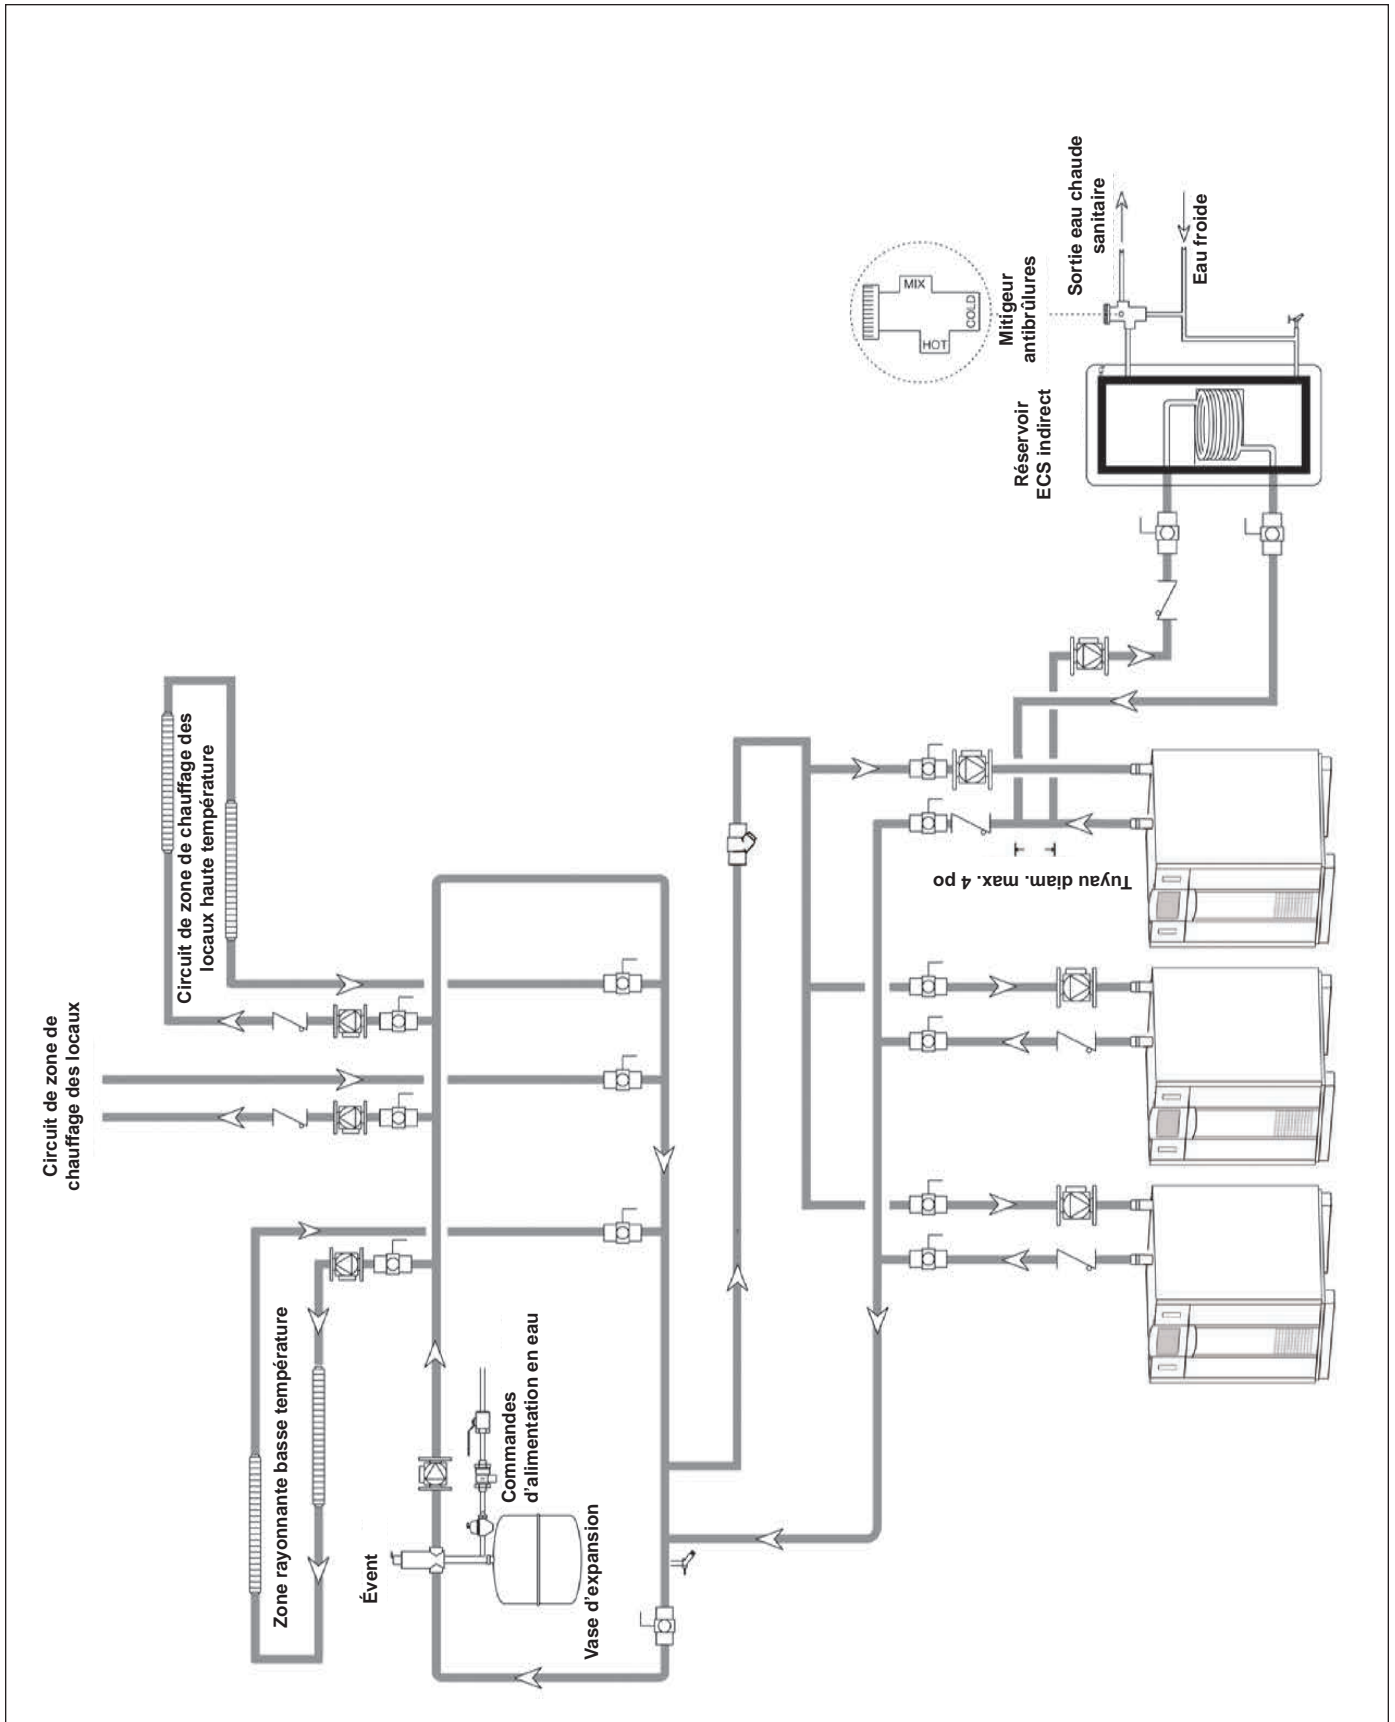 Circuit de zone de
chauffage des locaux
Circuit de zone de chauffage des
locaux haute température
Zone rayonnante basse température
Évent
Commandes
d'alimentation en eau
Vase d'expansion
Tuyau diam. max. 4 po
Réservoir
ECS indirect
Mitigeur
antibrûlures
HOT
MIX
COLD
Sortie eau chaude
sanitaire
Eau froide